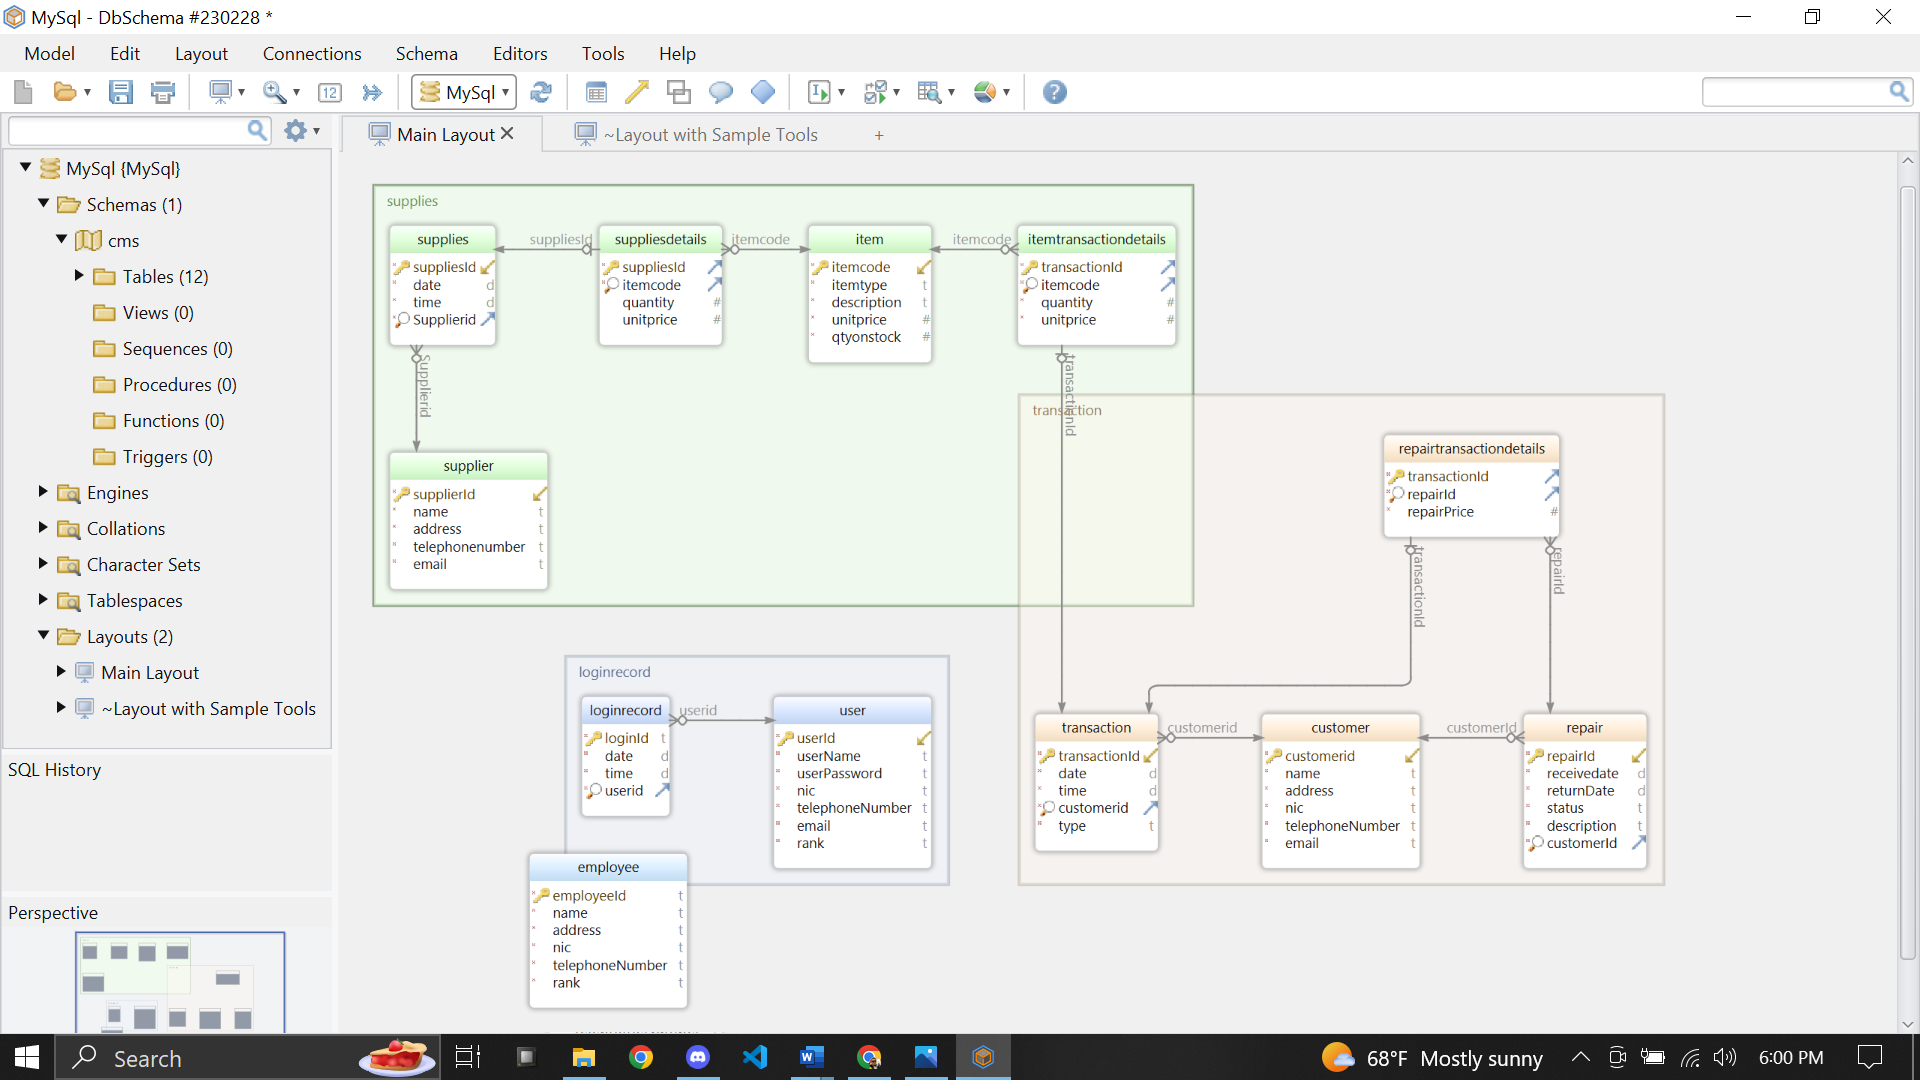 MySql - DbSchema #230228 *
Model Edit Layout Connections Schema Editors Tools Help
12 MySql
Main Layout ~Layout with Sample Tools +
MySql {MySql}
Schemas (1)
cms
Tables (12)
Views (0)
Sequences (0)
Procedures (0)
Functions (0)
Triggers (0)
Engines
Collations
Character Sets
Tablespaces
Layouts (2)
Main Layout
~Layout with Sample Tools
SQL History
Perspective
supplies
supplies
suppliesId
date d
time d
Supplierid
suppliesId
suppliesdetails
suppliesId
itemcode
quantity #
unitprice #
itemcode
item
itemcode
itemtype t
description t
unitprice #
qtyonstock #
itemcode
itemtransactiondetails
transactionId
itemcode
quantity #
unitprice #
Supplierid
transactionId
supplier
supplierId
name t
address t
telephonenumber t
email t
transaction
repairtransactiondetails
transactionId
repairId
repairPrice #
transactionId
repairId
loginrecord
loginrecord
loginId t
date d
time d
userid
userid
user
userId
userName t
userPassword t
nic t
telephoneNumber t
email t
rank t
transaction
transactionId
date d
time d
customerid
type t
customerid
customer
customerid
name t
address t
nic t
telephoneNumber t
email t
customerId
repair
repairId
receivedate d
returnDate d
status t
description t
customerId
employee
employeeId t
name t
address t
nic t
telephoneNumber t
rank t
Search
68°F Mostly sunny
6:00 PM